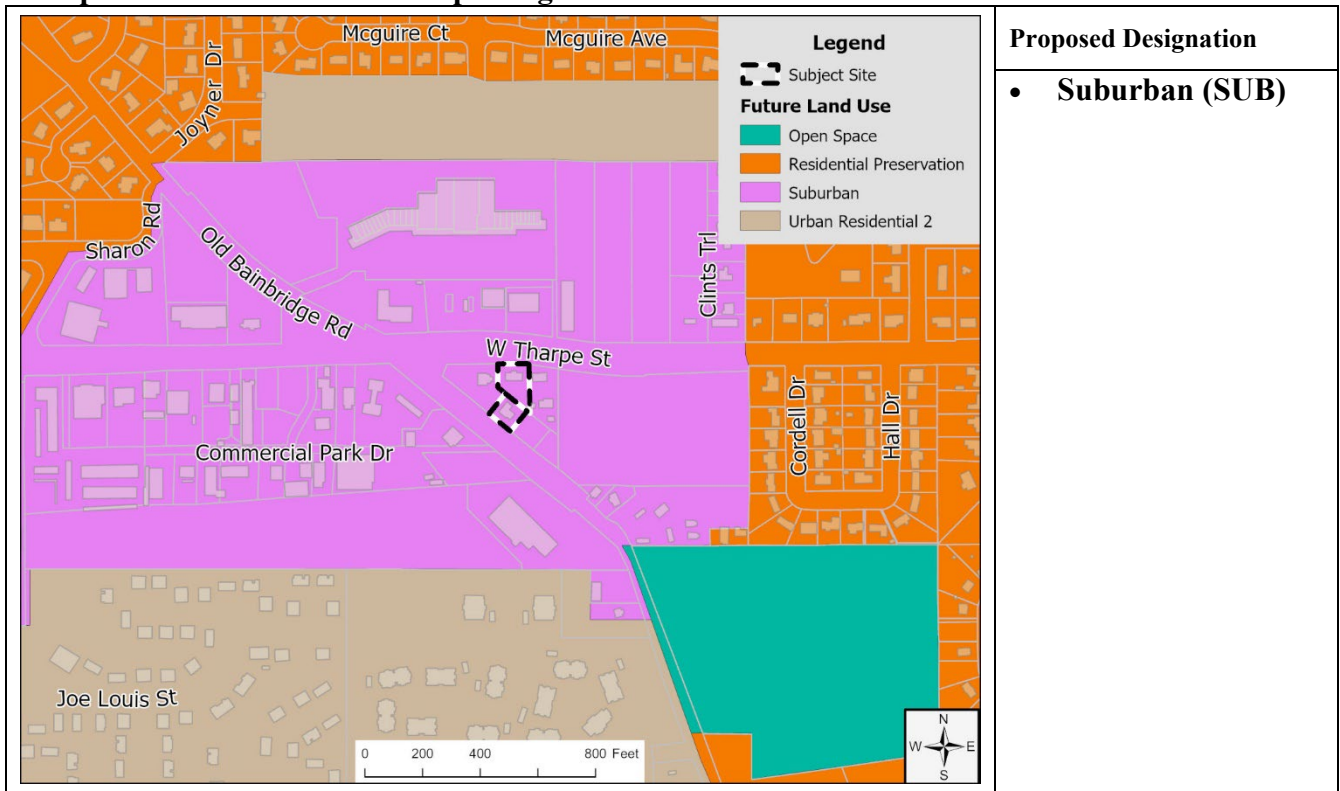 Mcguire Ct
Mcguire Ave
Joyner Dr
Sharon Rd
Old Bainbridge Rd
Clints Trl
W Tharpe St
Commercial Park Dr
Cordell Dr
Hall Dr
Joe Louis St
Legend
Subject Site
Future Land Use
Open Space
Residential Preservation
Suburban
Urban Residential 2
0 200 400 800 Feet
N
W E
S
Proposed Designation
• Suburban (SUB)